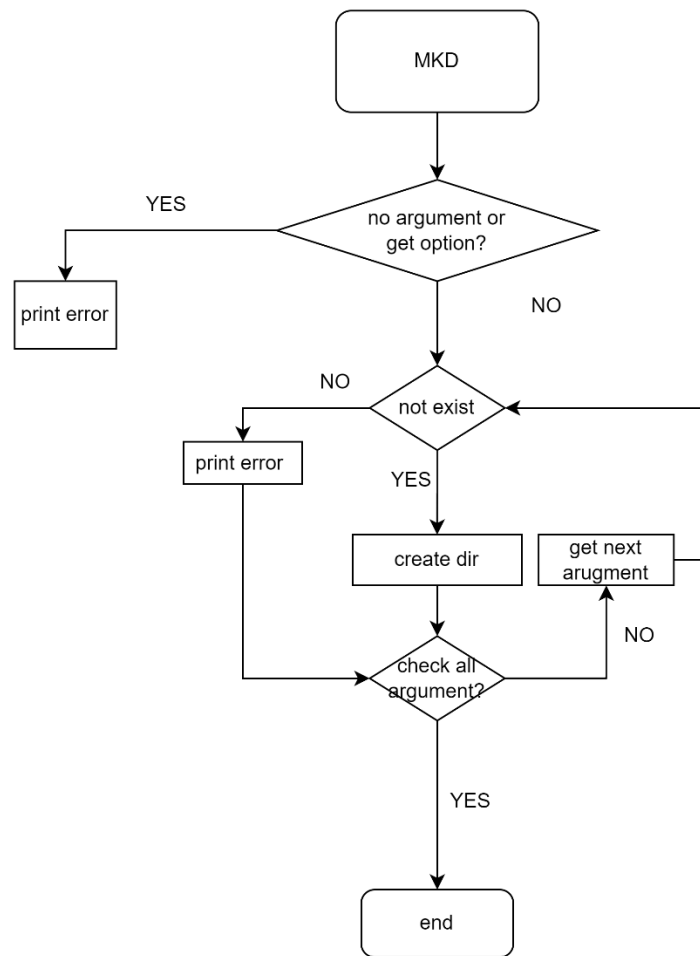 MKD
no argument or
get option?
YES
print error
NO
NO
not exist
print error
YES
create dir
get next
arugment
NO
check all
argument?
YES
end